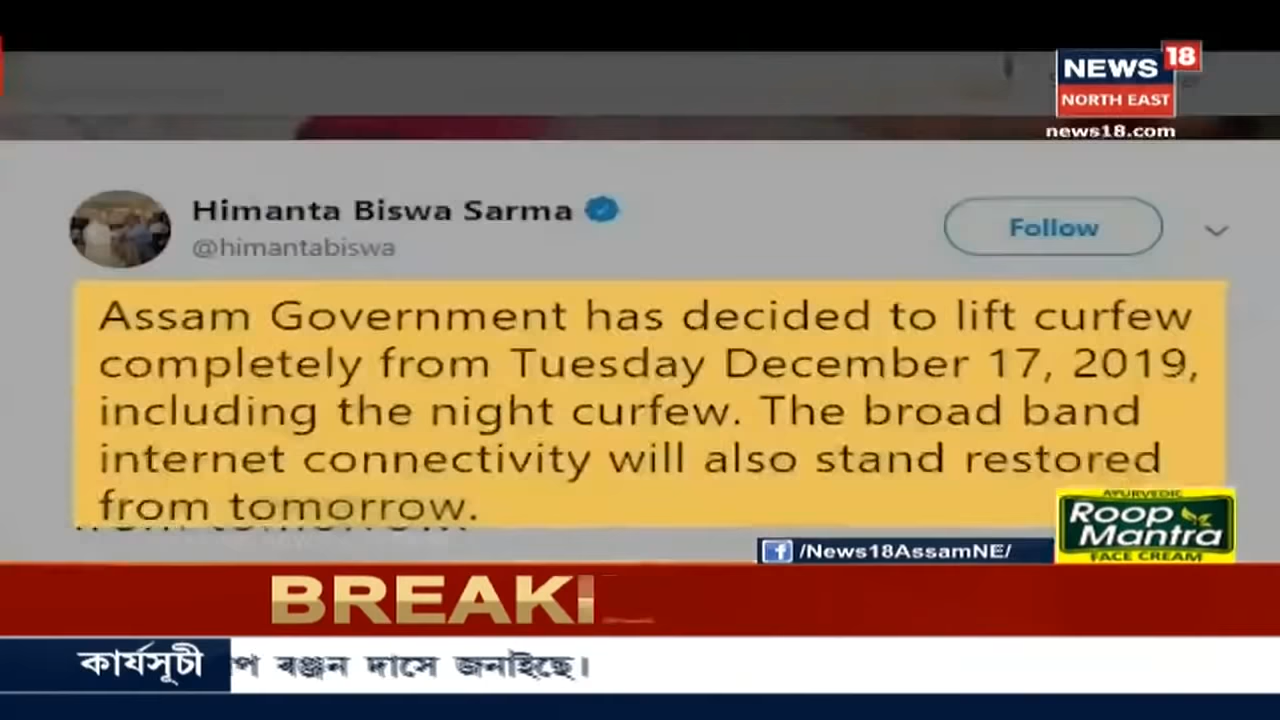 NEWS 18
NORTH EAST
news18.com
Himanta Biswa Sarma
@himantabiswa
Follow
Assam Government has decided to lift curfew
completely from Tuesday December 17, 2019,
including the night curfew. The broad band
internet connectivity will also stand restored
from tomorrow.
AYURVEDIC
Roop
Mantra
FACE CREAM
/News18AssamNE/
BREAKI
কাৰ্যসূচী
ৰঞ্জন দাসে জনাইছে।